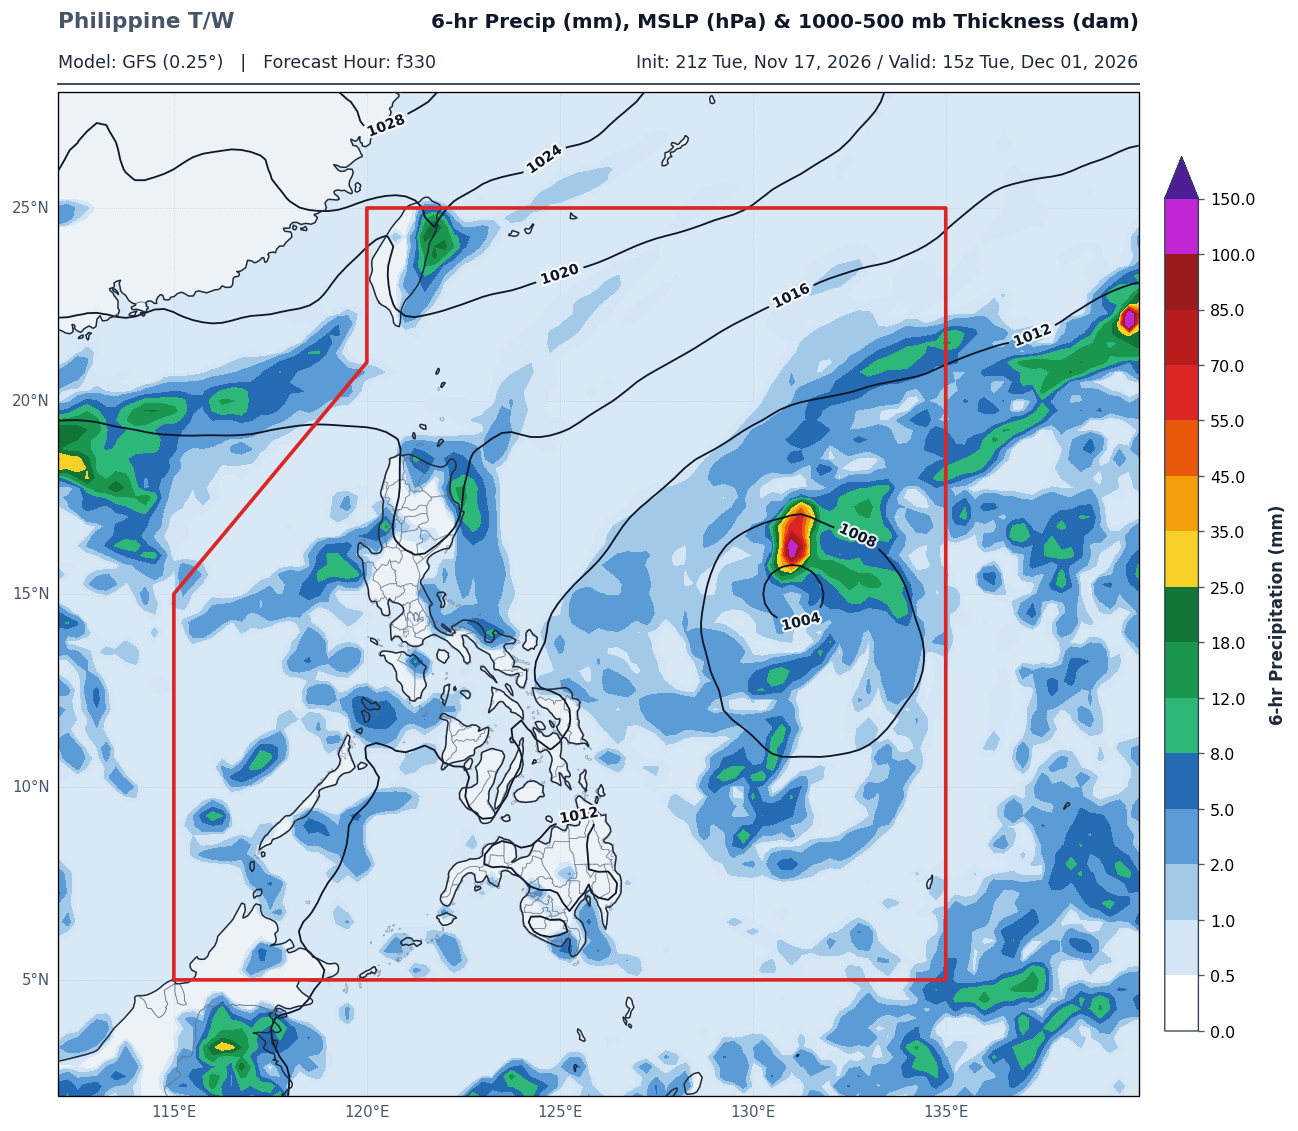 Philippine T/W
6-hr Precip (mm), MSLP (hPa) & 1000-500 mb Thickness (dam)
Model: GFS (0.25°) | Forecast Hour: f330
Init: 21z Tue, Nov 17, 2026 / Valid: 15z Tue, Dec 01, 2026
1028
1024
1020
1016
1012
1008
1004
1012
25°N
20°N
15°N
10°N
5°N
115°E
120°E
125°E
130°E
135°E
150.0
100.0
85.0
70.0
55.0
45.0
35.0
25.0
18.0
12.0
8.0
5.0
2.0
1.0
0.5
0.0
6-hr Precipitation (mm)